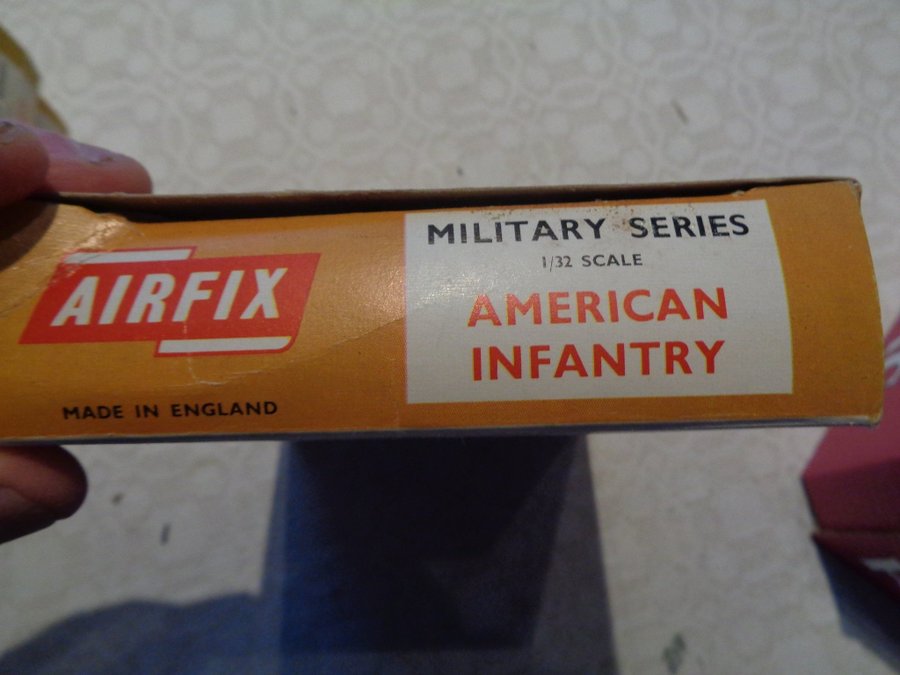 AIRFIX
MADE IN ENGLAND
MILITARY SERIES
1/32 SCALE
AMERICAN
INFANTRY